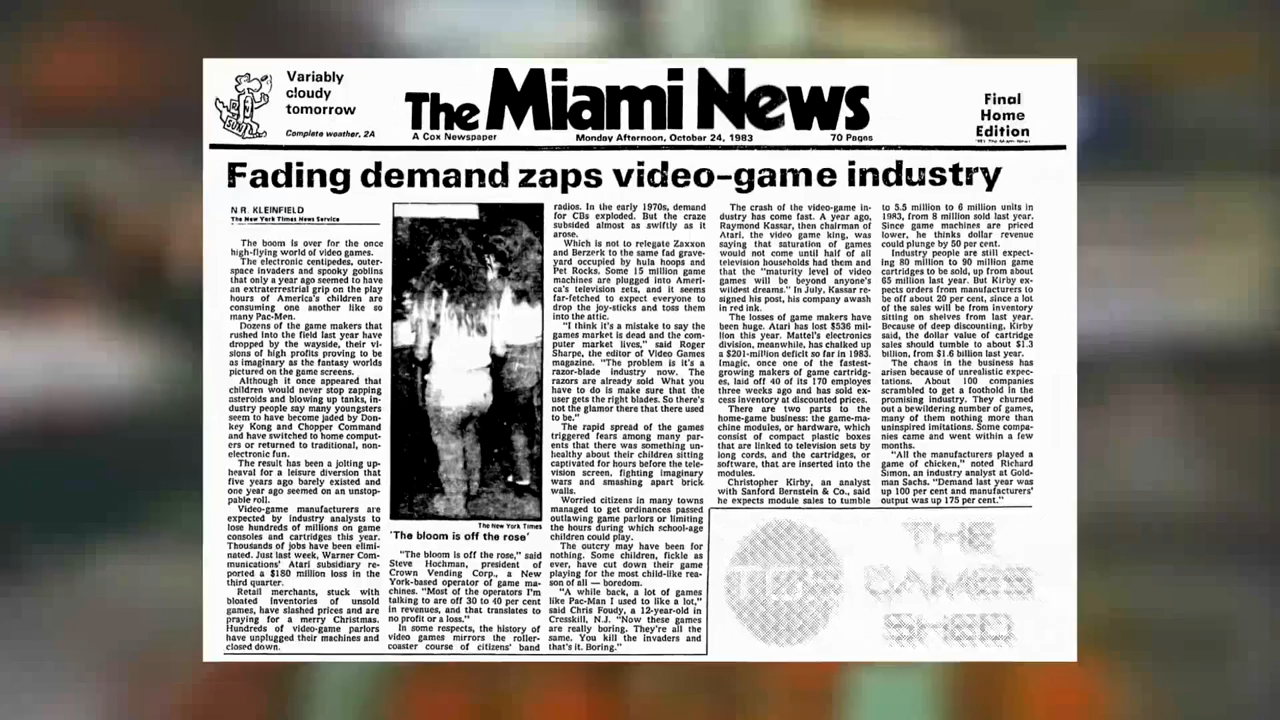 Variably
cloudy
tomorrow
Complete weather, 2A
The Miami News
A Cox Newspaper
Monday Afternoon, October 24, 1983
70 Pages
Final
Home
Edition
Fading demand zaps video-game industry
N.R. KLEINFIELD
The New York Times News Service
The boom is over for the once
high-flying world of video games.
The electronic centipedes, outer-
space invaders and spooky goblins
that only a year ago seemed to have
an extraterrestrial grip on the play
hours of America's children are
consuming one another like so
many Pac-Men.
Dozens of the game makers that
rushed into the field last year have
dropped by the wayside, their vi-
sions of high profits proving to be
as imaginary as the fantasy worlds
pictured on the game screens.
Although it once appeared that
children would never stop zapping
asteroids and blowing up tanks, in-
dustry people say many youngsters
seem to have become jaded by Don-
key Kong and Chopper Command
and have switched to home comput-
ers or returned to traditional, non-
electronic fun.
The result has been a jolting up-
heaval for a leisure diversion that
five years ago barely existed and
one year ago seemed on an unstop-
pable roll.
Video-game manufacturers are
expected by industry analysts to
lose hundreds of millions on game
consoles and cartridges this year.
Thousands of jobs have been elimi-
nated. Just last week, Warner Com-
munications' Atari subsidiary re-
ported a $180 million loss in the
third quarter.
Retail merchants, stuck with
bloated inventories of unsold
games, have slashed prices and are
praying for a merry Christmas.
Hundreds of video-game parlors
have unplugged their machines and
closed down.
The New York Times
'The bloom is off the rose'
"The bloom is off the rose," said
Steve Hochman, president of
Crown Vending Corp., a New
York-based operator of game ma-
chines. "Most of the operators I'm
talking to are off 30 to 40 per cent
in revenues, and that translates to
no profit or a loss."
In some respects, the history of
video games mirrors the roller-
coaster course of citizens' band
radios. In the early 1970s, demand
for CBs exploded. But the craze
subsided almost as swiftly as it
arose.
Which is not to relegate Zaxxon
and Berzerk to the same fad grave-
yard occupied by hula hoops and
Pet Rocks. Some 15 million game
machines are plugged into Ameri-
ca's television sets, and it seems
far-fetched to expect everyone to
drop the joy-sticks and toss them
into the attic.
"I think it's a mistake to say the
games market is dead and the com-
puter market lives," said Roger
Sharpe, the editor of Video Games
magazine. "The problem is it's a
razor-blade industry now. The
razors are already sold. What you
have to do is make sure that the
user gets the right blades. So there's
not the glamor there that there used
to be."
The rapid spread of the games
triggered fears among many par-
ents that there was something un-
healthy about their children sitting
captivated for hours before the tele-
vision screen, fighting imaginary
wars and smashing apart brick
walls.
Worried citizens in many towns
managed to get ordinances passed
outlawing game parlors or limiting
the hours during which school-age
children could play.
The outcry may have been for
nothing. Some children, fickle as
ever, have cut down their game
playing for the most child-like rea-
son of all — boredom.
"A while back, a lot of games
like Pac-Man I used to like a lot,"
said Chris Foudy, a 12-year-old in
Cresskill, N.J. "Now these games
are really boring. They're all the
same. You kill the invaders and
that's it. Boring."
The crash of the video-game in-
dustry has come fast. A year ago,
Raymond Kassar, then chairman of
Atari, the video game king, was
saying that saturation of games
would not come until half of all
television households had them and
that the "maturity level of video
games will be beyond anyone's
wildest dreams." In July, Kassar re-
signed his post, his company awash
in red ink.
The losses of game makers have
been huge. Atari has lost $536 mil-
lion this year. Mattel's electronics
division, meanwhile, has chalked up
a $201-million deficit so far in 1983.
Imagic, once one of the fastest-
growing makers of game cartridg-
es, laid off 40 of its 170 employes
three weeks ago and has sold ex-
cess inventory at discounted prices.
There are two parts to the
home-game business: the game-ma-
chine modules, or hardware, which
consist of compact plastic boxes
that are linked to television sets by
long cords, and the cartridges, or
software, that are inserted into the
modules.
Christopher Kirby, an analyst
with Sanford Bernstein & Co., said
he expects module sales to tumble
to 5.5 million to 6 million units in
1983, from 8 million sold last year.
Since game machines are priced
lower, he thinks dollar revenue
could plunge by 50 per cent.
Industry people are still expect-
ing 80 million to 90 million game
cartridges to be sold, up from about
65 million last year. But Kirby ex-
pects orders from manufacturers to
be off about 20 per cent, since a lot
of the sales will be from inventory
sitting on shelves from last year.
Because of deep discounting, Kirby
said, the dollar value of cartridge
sales should tumble to about $1.3
billion, from $1.6 billion last year.
The chaos in the business has
arisen because of unrealistic expec-
tations. About 100 companies
scrambled to get a foothold in the
promising industry. They churned
out a bewildering number of games,
many of them nothing more than
uninspired imitations. Some compa-
nies came and went within a few
months.
"All the manufacturers played a
game of chicken," noted Richard
Simon, an industry analyst at Gold-
man Sachs. "Demand last year was
up 100 per cent and manufacturers'
output was up 175 per cent."
THE
GAMES
SHED